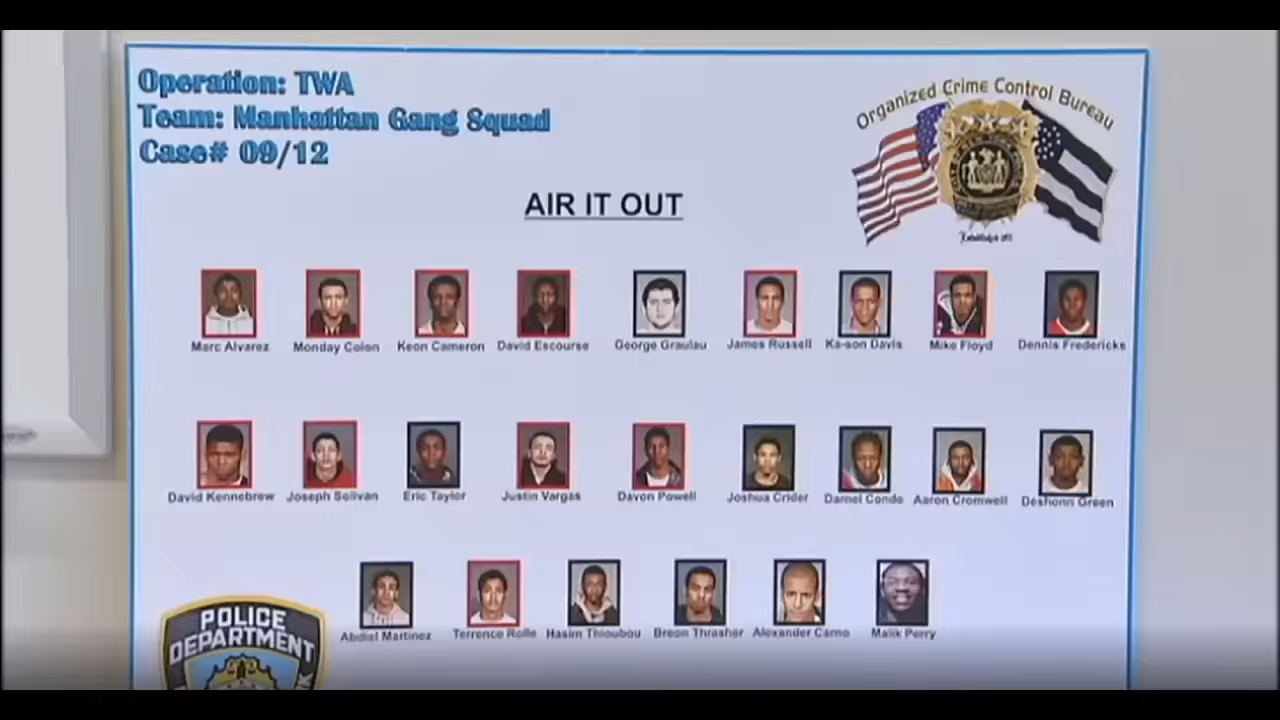 Operation: TWA
Team: Manhattan Gang Squad
Case# 09/12
Organized Crime Control Bureau
AIR IT OUT
Marc Alvarez Monday Colon Keon Cameron David Escourse George Graulau James Russell Ka-son Davis Mike Floyd Dennis Fredericks
David Kennebrew Joseph Solivan Eric Taylor Justin Vargas Davon Powell Joshua Crider Darnel Conde Aaron Cromwell Deshonn Green
Abdiel Martinez Terrence Rolle Hasim Thioubou Breon Thrasher Alexander Carno Malik Perry
POLICE
DEPARTMENT